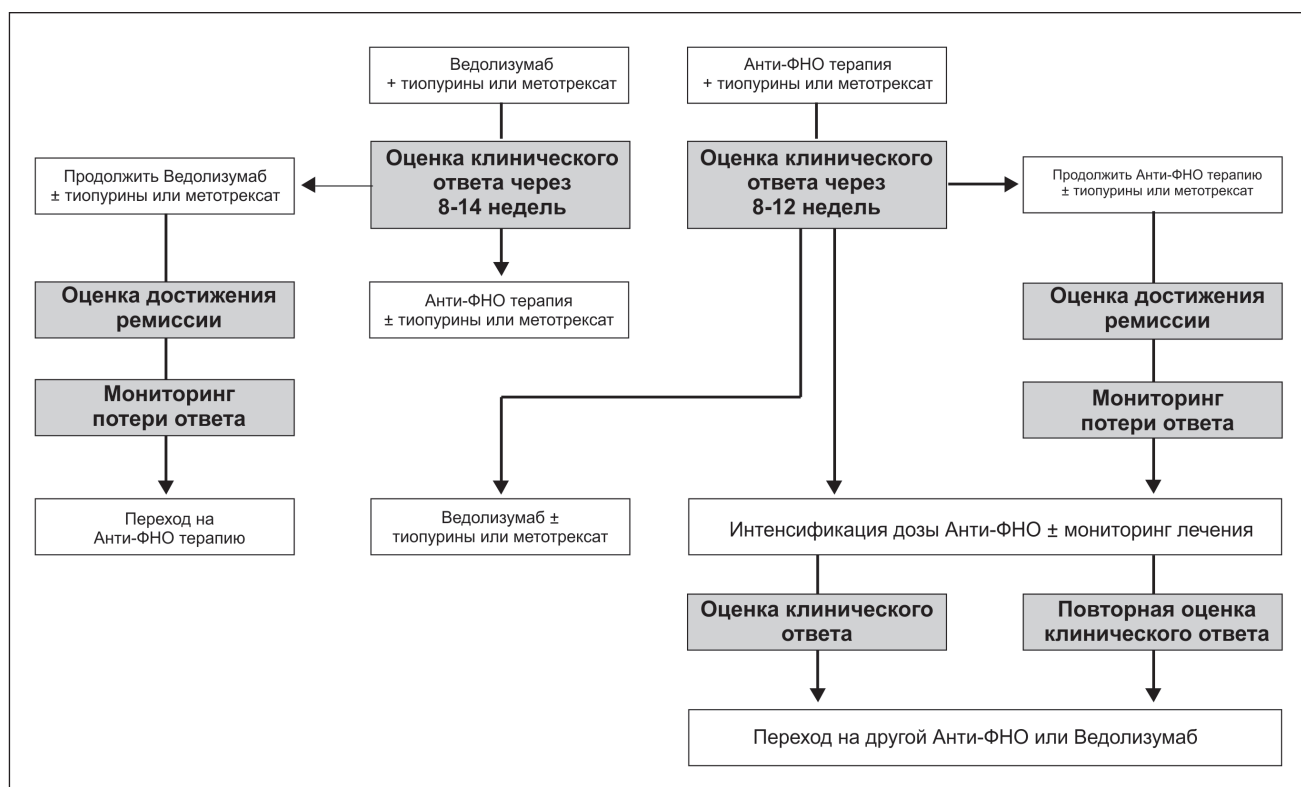 Ведолизумаб
+ тиопурины или метотрексат
Анти-ФНО терапия
+ тиопурины или метотрексат
Продолжить Ведолизумаб
± тиопурины или метотрексат
Оценка клинического
ответа через
8-14 недель
Оценка клинического
ответа через
8-12 недель
Продолжить Анти-ФНО терапию
± тиопурины или метотрексат
Оценка достижения
ремиссии
Анти-ФНО терапия
± тиопурины или метотрексат
Оценка достижения
ремиссии
Мониторинг
потери ответа
Мониторинг
потери ответа
Переход на
Анти-ФНО терапию
Ведолизумаб ±
тиопурины или метотрексат
Интенсификация дозы Анти-ФНО ± мониторинг лечения
Оценка клинического
ответа
Повторная оценка
клинического ответа
Переход на другой Анти-ФНО или Ведолизумаб